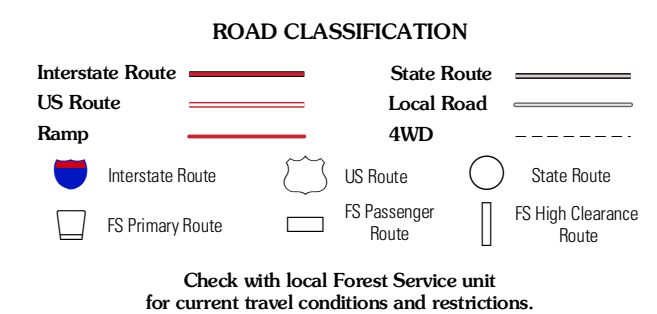 ROAD CLASSIFICATION
Interstate Route
State Route
US Route
Local Road
Ramp
4WD
Interstate Route
US Route
State Route
FS Primary Route
FS Passenger
Route
FS High Clearance
Route
Check with local Forest Service unit
for current travel conditions and restrictions.